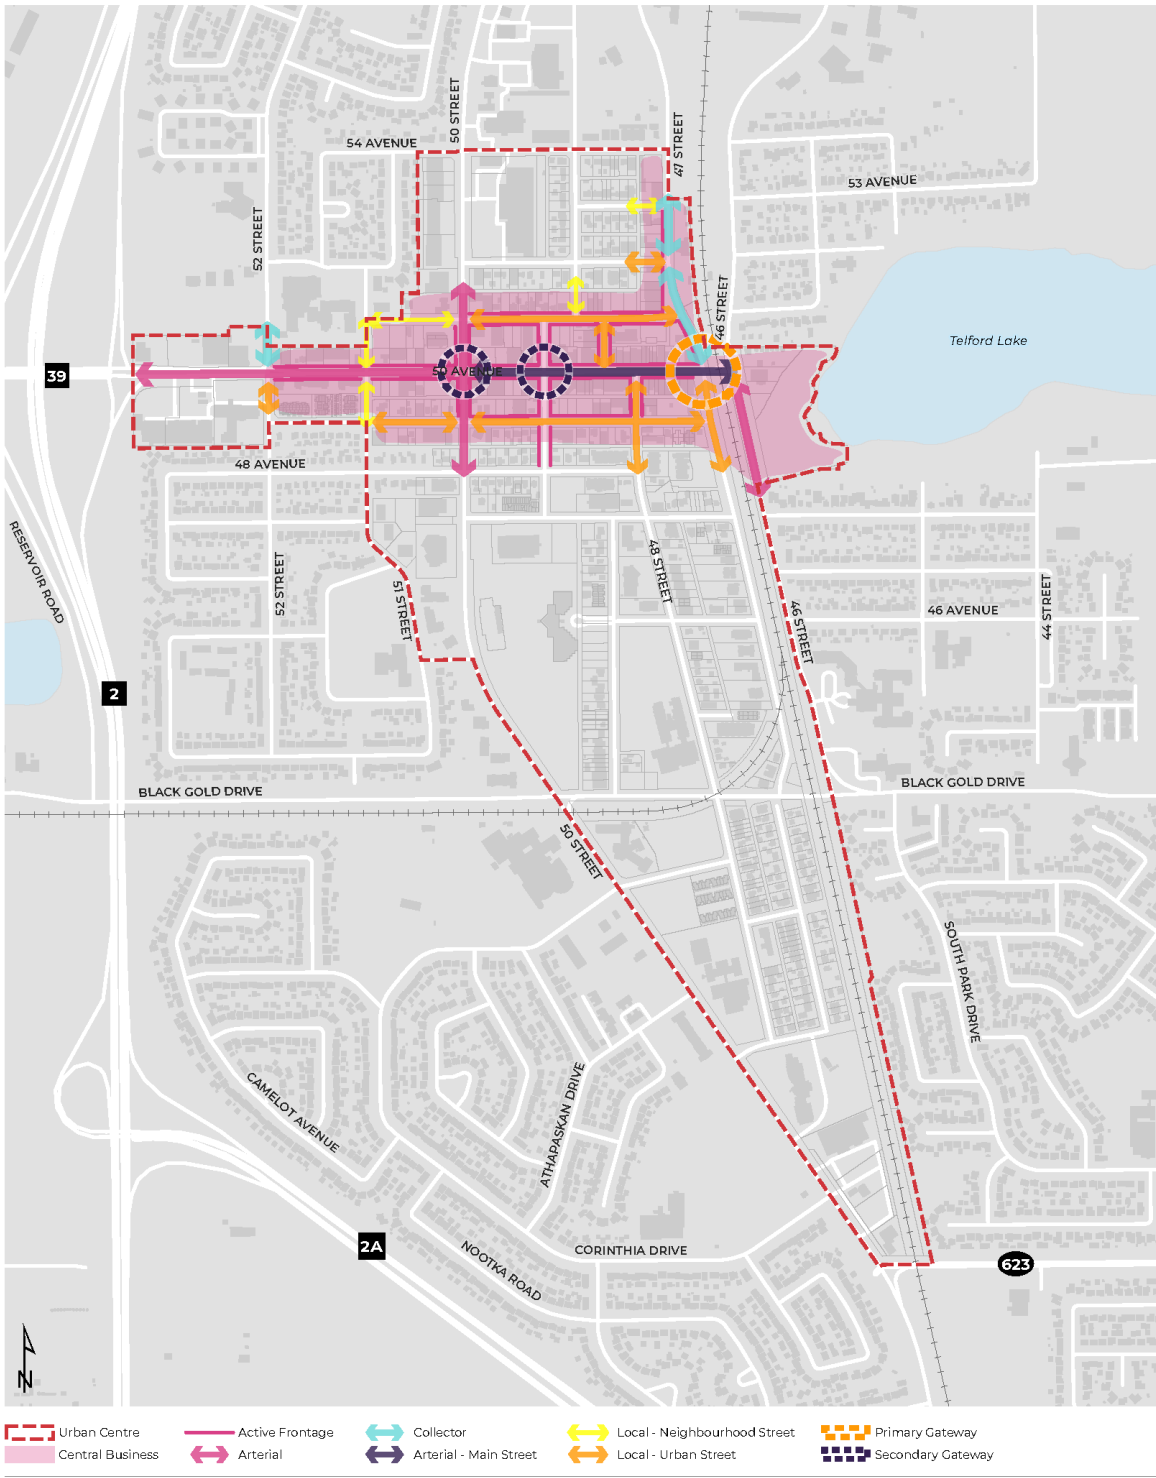 50 STREET
47 STREET
54 AVENUE
53 AVENUE
52 STREET
46 STREET
Telford Lake
39
50 AVENUE
48 AVENUE
RESERVOIR ROAD
52 STREET
51 STREET
48 STREET
46 STREET
46 AVENUE
44 STREET
2
BLACK GOLD DRIVE
BLACK GOLD DRIVE
50 STREET
SOUTH PARK DRIVE
CAMELOT AVENUE
ATHAPASKAN DRIVE
2A
NOOTKA ROAD
CORINTHIA DRIVE
623
N
Urban Centre
Active Frontage
Collector
Local - Neighbourhood Street
Primary Gateway
Central Business
Arterial
Arterial - Main Street
Local - Urban Street
Secondary Gateway